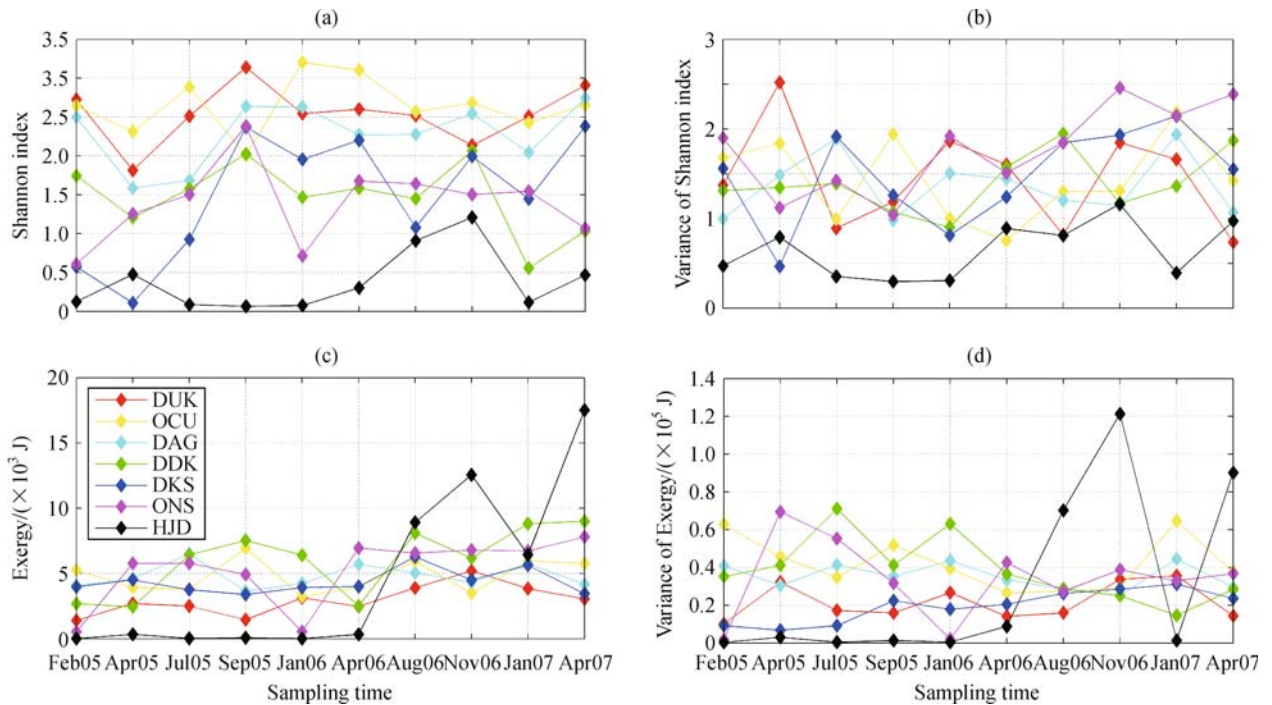 (a)
3.5
3.5
2.5
2.0
1.5
1.0
0.5
0
Shannon index
(b)
3
2
1
0
Variance of Shannon index
(c)
20
15
10
5
0
Exergy/(×10³ J)
DUK
OCU
DAG
DDK
DKS
ONS
HJD
Feb05 Apr05 Jul05 Sep05 Jan06 Apr06 Aug06 Nov06 Jan07 Apr07
Sampling time
(d)
1.4
1.2
1.0
0.8
0.6
0.4
0.2
0
Variance of Exergy/(×10⁵ J)
Feb05 Apr05 Jul05 Sep05 Jan06 Apr06 Aug06 Nov06 Jan07 Apr07
Sampling time